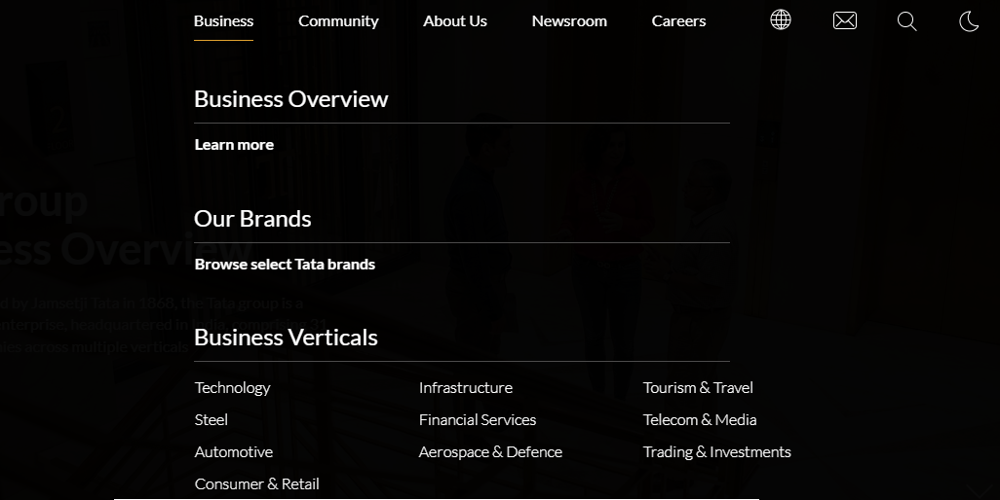 Business Community About Us Newsroom Careers
Business Overview
Learn more
roup
ess Overview
Our Brands
Browse select Tata brands
d by Jamsetji Tata in 1868, the Tata group is a
nterprise, headquartered in India, comprising 31
ies across multiple verticals
Business Verticals
Technology Infrastructure Tourism & Travel
Steel Financial Services Telecom & Media
Automotive Aerospace & Defence Trading & Investments
Consumer & Retail